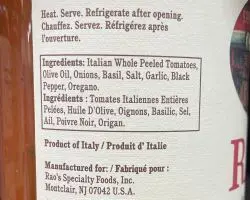 Heat. Serve. Refrigerate after opening.
Chauffez. Servez. Réfrigérez après
l'ouverture.
Ingredients: Italian Whole Peeled Tomatoes,
Olive Oil, Onions, Basil, Salt, Garlic, Black
Pepper, Oregano.
Ingrédients : Tomates Italiennes Entières
Pelées, Huile D'Olive, Oignons, Basilic, Sel,
Ail, Poivre Noir, Origan.
Product of Italy / Produit d' Italie
Manufactured for: / Fabriqué pour :
Rao's Specialty Foods, Inc.
Montclair, NJ 07042 U.S.A.
R